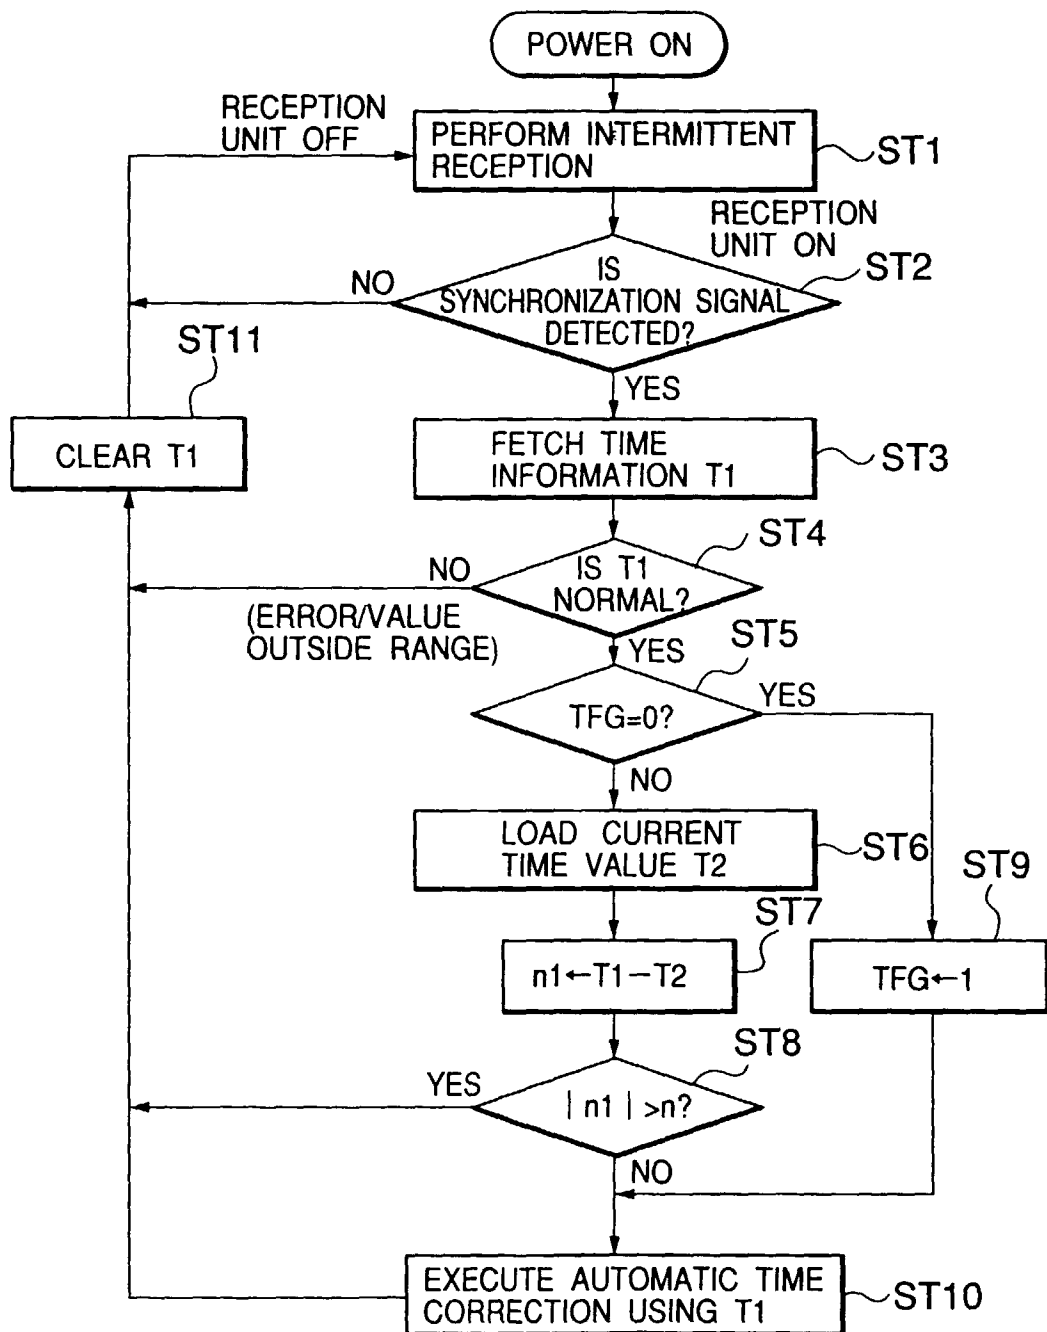 POWER ON
RECEPTION
UNIT OFF
PERFORM INTERMITTENT
RECEPTION
ST1
RECEPTION
UNIT ON
ST2
NO
IS
SYNCHRONIZATION SIGNAL
DETECTED?
ST11
YES
CLEAR T1
FETCH TIME
INFORMATION T1
ST3
ST4
NO
IS T1
NORMAL?
(ERROR/VALUE
OUTSIDE RANGE)
YES
ST5
TFG=0?
YES
NO
LOAD CURRENT
TIME VALUE T2
ST6
ST9
ST7
n1←T1−T2
TFG←1
ST8
YES
| n1 | >n?
NO
EXECUTE AUTOMATIC TIME
CORRECTION USING T1
ST10